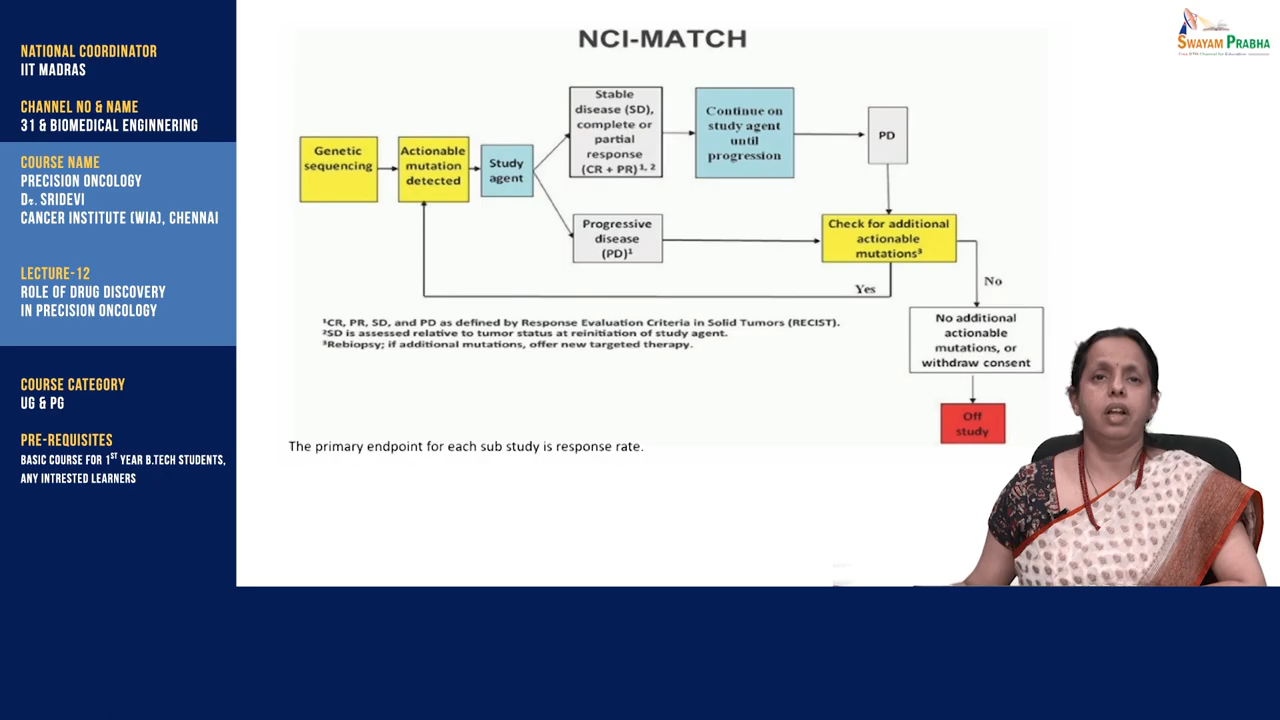 NATIONAL COORDINATOR
IIT MADRAS
CHANNEL NO & NAME
31 & BIOMEDICAL ENGINNERING
COURSE NAME
PRECISION ONCOLOGY
Dr. SRIDEVI
CANCER INSTITUTE (WIA), CHENNAI
LECTURE-12
ROLE OF DRUG DISCOVERY
IN PRECISION ONCOLOGY
COURSE CATEGORY
UG & PG
PRE-REQUISITES
BASIC COURSE FOR 1ST YEAR B.TECH STUDENTS,
ANY INTRESTED LEARNERS
NCI-MATCH
Genetic
sequencing
Actionable
mutation
detected
Study
agent
Stable
disease (SD),
complete or
partial
response
(CR + PR)1, 2
Continue on
study agent
until
progression
PD
Progressive
disease
(PD)1
Check for additional
actionable
mutations3
Yes
No
No additional
actionable
mutations, or
withdraw consent
Off
study
1CR, PR, SD, and PD as defined by Response Evaluation Criteria in Solid Tumors (RECIST).
2SD is assessed relative to tumor status at reinitiation of study agent.
3Rebiopsy; if additional mutations, offer new targeted therapy.
The primary endpoint for each sub study is response rate.
SWAYAM PRABHA